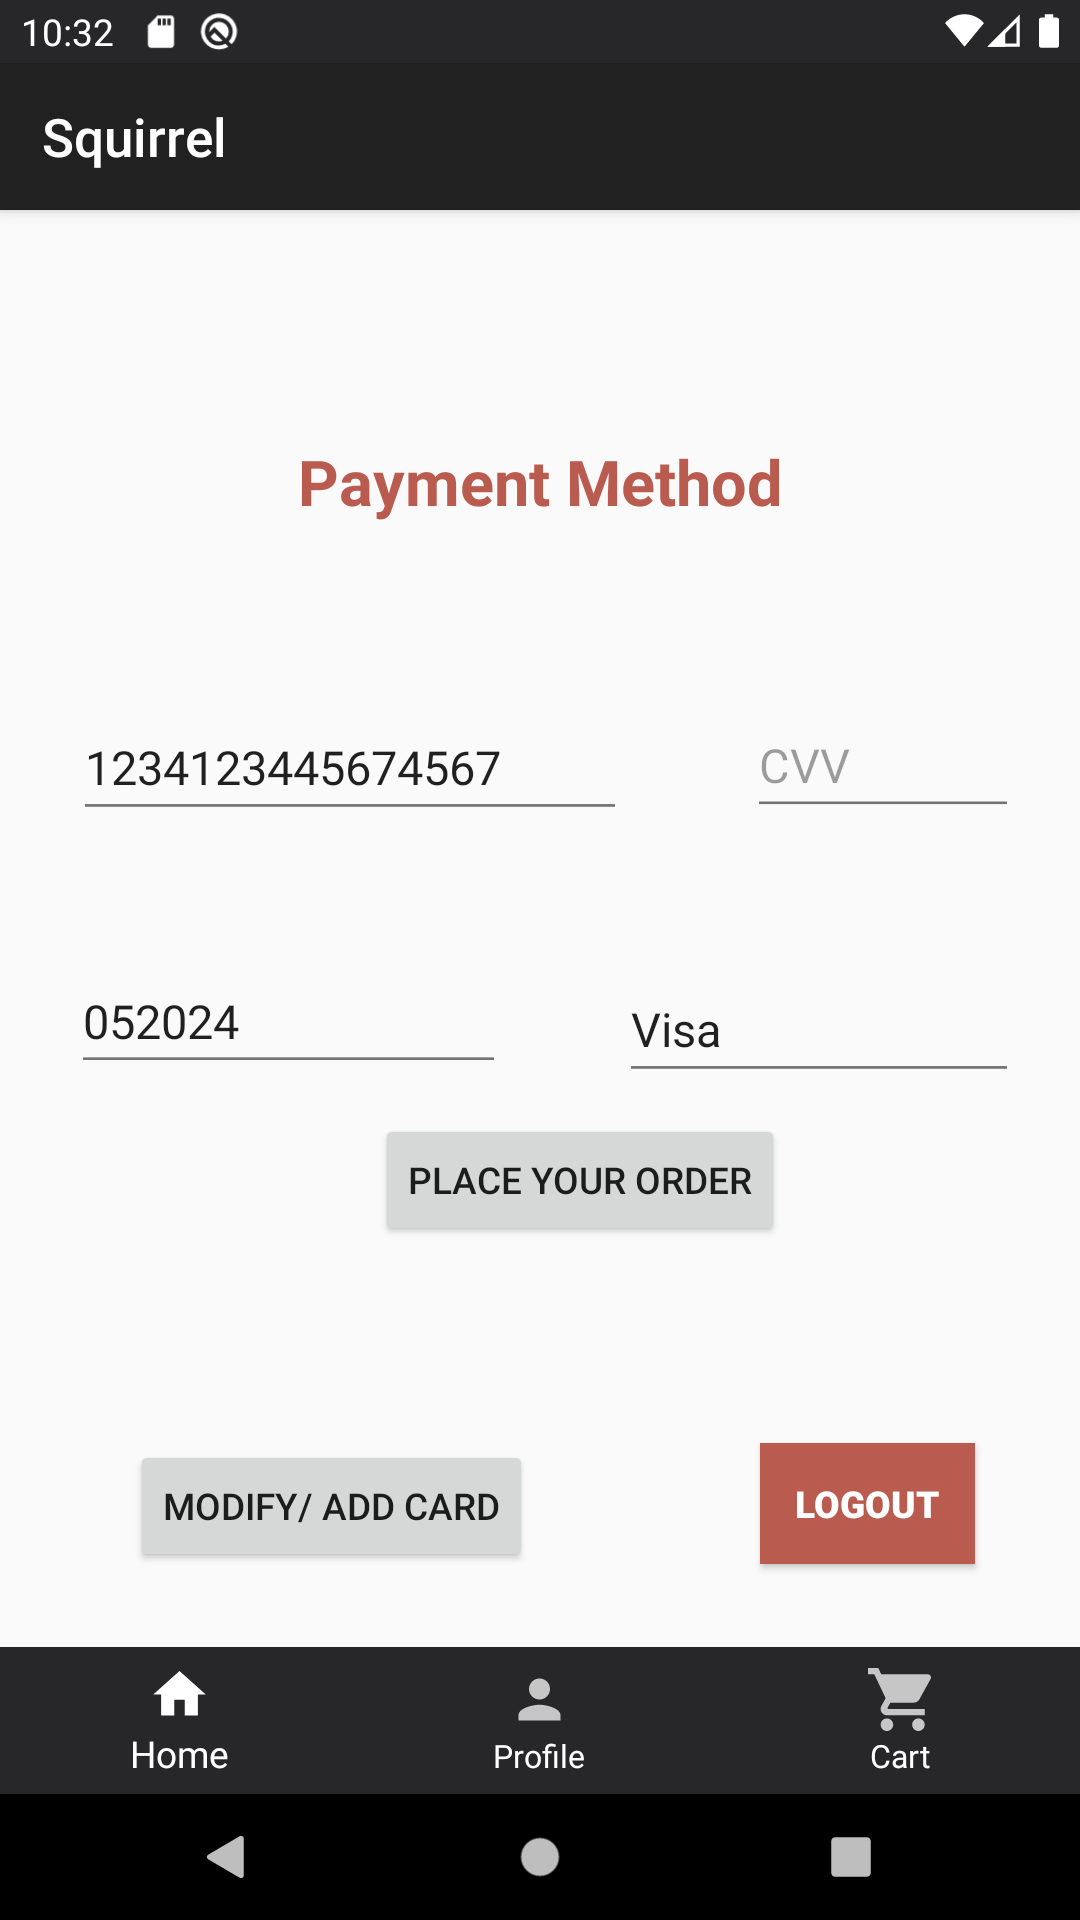 10:32
Squirrel
Payment Method
1234123445674567
CVV
052024
Visa
PLACE YOUR ORDER
MODIFY/ ADD CARD
LOGOUT
Home
Profile
Cart